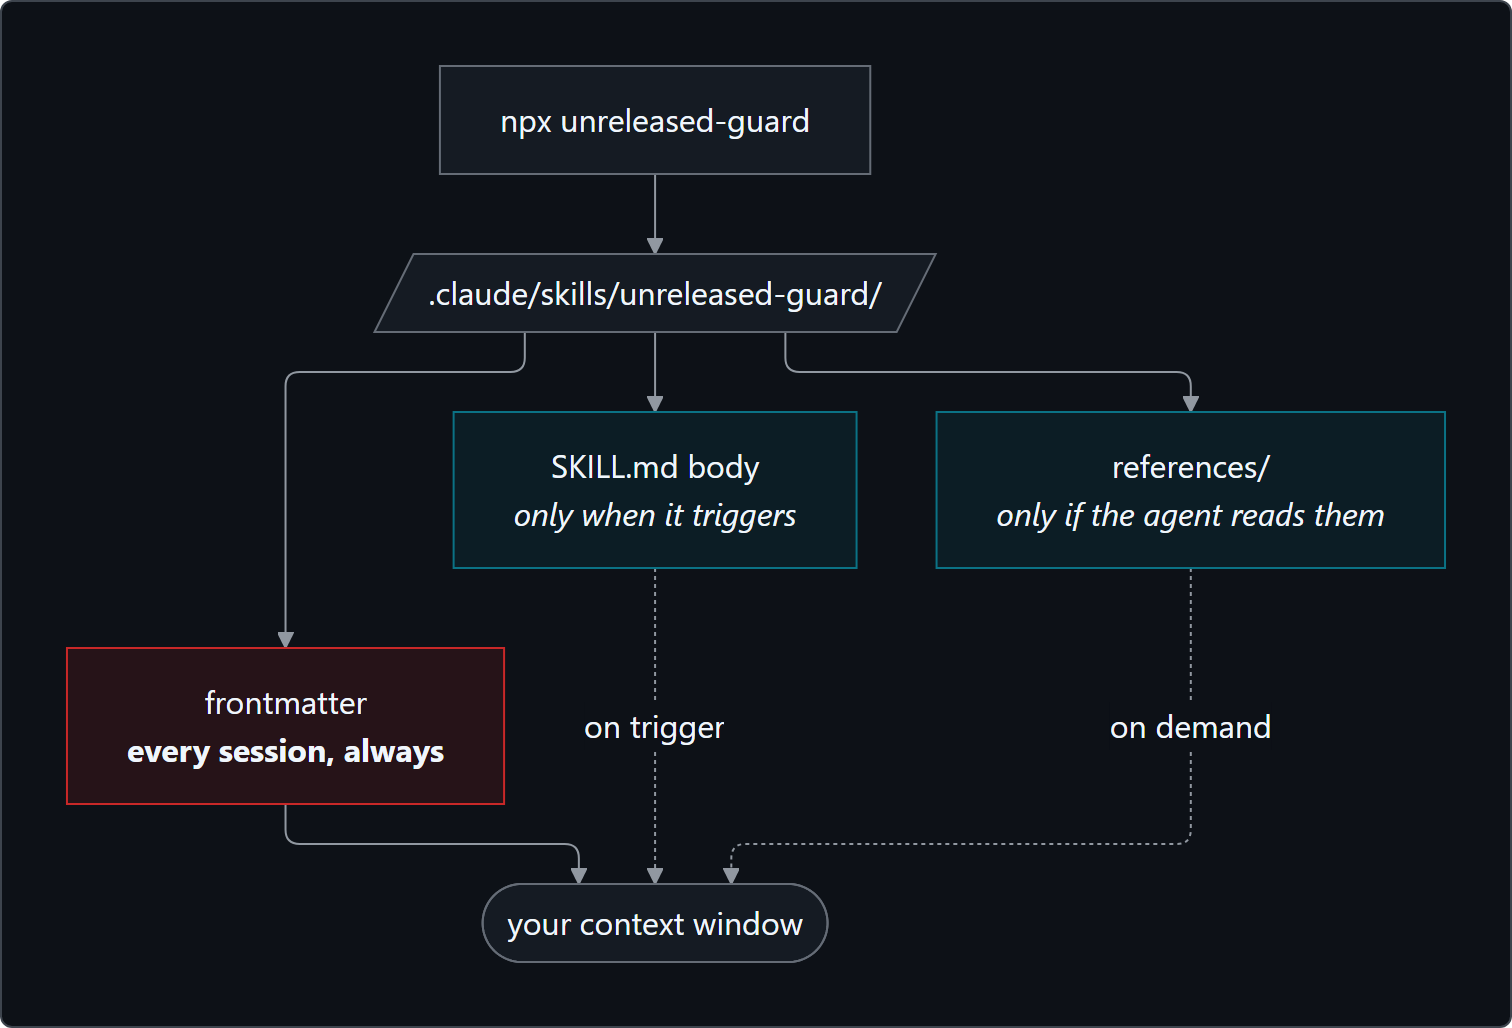 npx unreleased-guard
.claude/skills/unreleased-guard/
SKILL.md body
only when it triggers
references/
only if the agent reads them
frontmatter
every session, always
on trigger
on demand
your context window